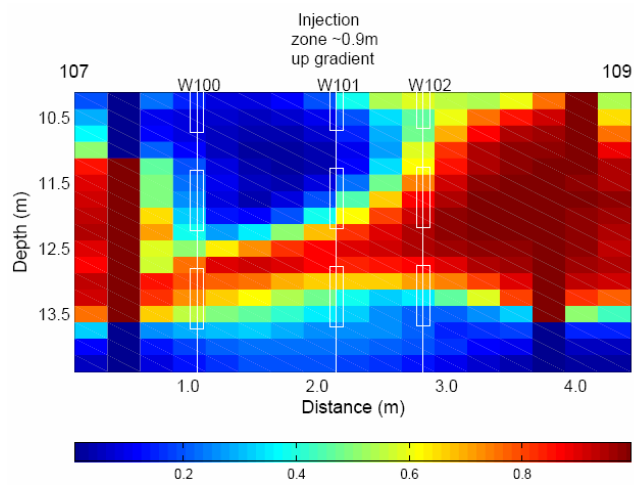 Injection
zone ~0.9m
up gradient
107
109
W100
W101
W102
10.5
11.5
12.5
13.5
Depth (m)
1.0
2.0
3.0
4.0
Distance (m)
0.2
0.4
0.6
0.8